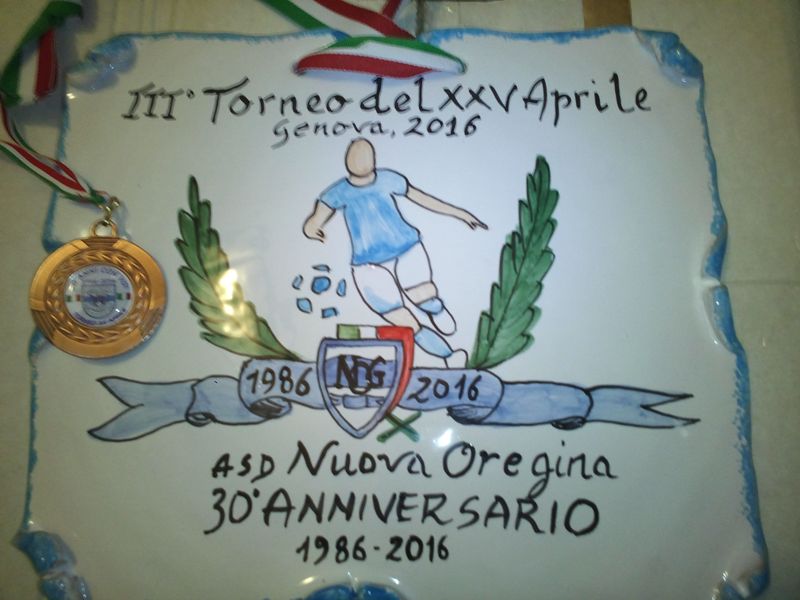 III° Torneo del XXV Aprile
Genova, 2016
1986
NOG
2016
ASD Nuova Oregina
30° ANNIVERSARIO
1986-2016